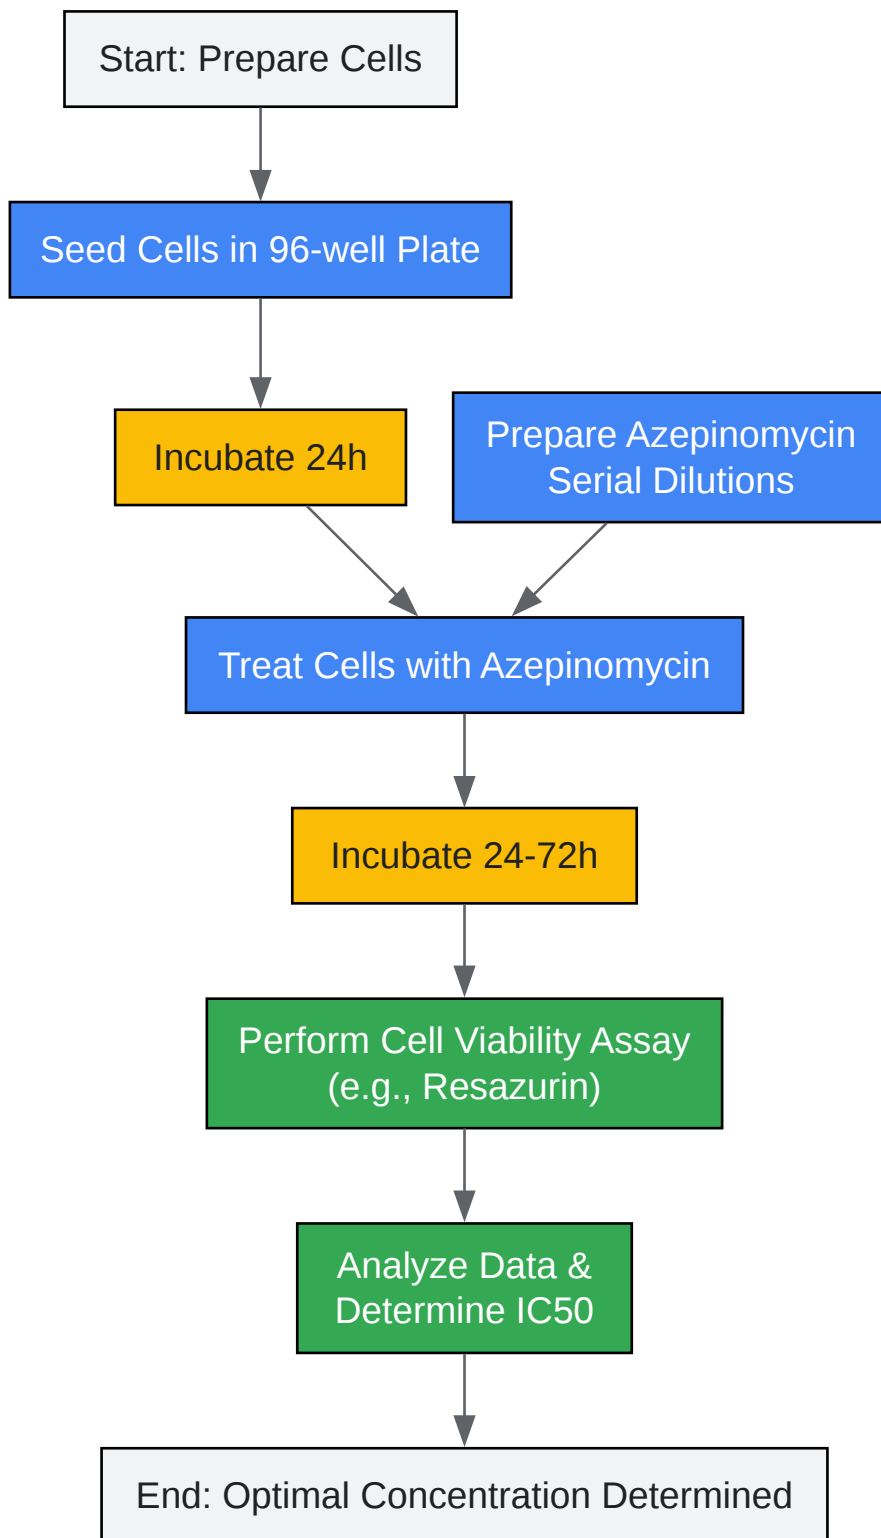 Start: Prepare Cells
Seed Cells in 96-well Plate
Incubate 24h
Prepare Azepinomycin
Serial Dilutions
Treat Cells with Azepinomycin
Incubate 24-72h
Perform Cell Viability Assay
(e.g., Resazurin)
Analyze Data &
Determine IC50
End: Optimal Concentration Determined